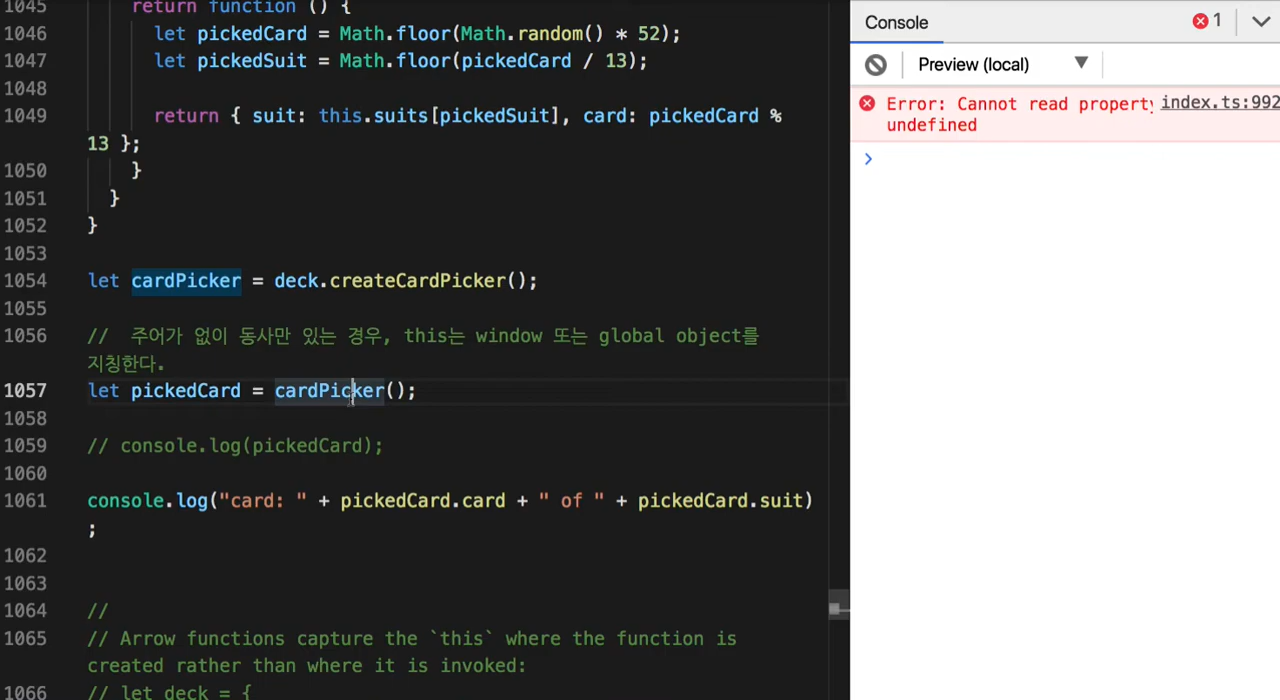 1045 return function () {
1046 let pickedCard = Math.floor(Math.random() * 52);
1047 let pickedSuit = Math.floor(pickedCard / 13);
1048
1049 return { suit: this.suits[pickedSuit], card: pickedCard %
13 };
1050 }
1051 }
1052 }
1053
1054 let cardPicker = deck.createCardPicker();
1055
1056 // 주어가 없이 동사만 있는 경우, this는 window 또는 global object를
지칭한다.
1057 let pickedCard = cardPicker();
1058
1059 // console.log(pickedCard);
1060
1061 console.log("card: " + pickedCard.card + " of " + pickedCard.suit)
;
1062
1063
1064 //
1065 // Arrow functions capture the `this` where the function is
created rather than where it is invoked:
1066 // let deck = {
Console
1
Preview (local)
Error: Cannot read property index.ts:992
undefined